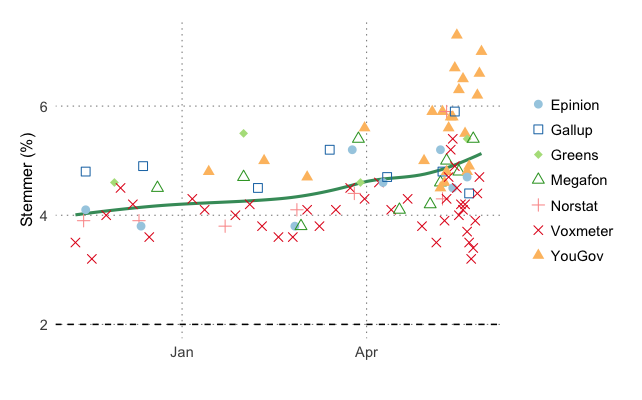 Stemmer (%)
6
4
2
Jan
Apr
Epinion
Gallup
Greens
Megafon
Norstat
Voxmeter
YouGov